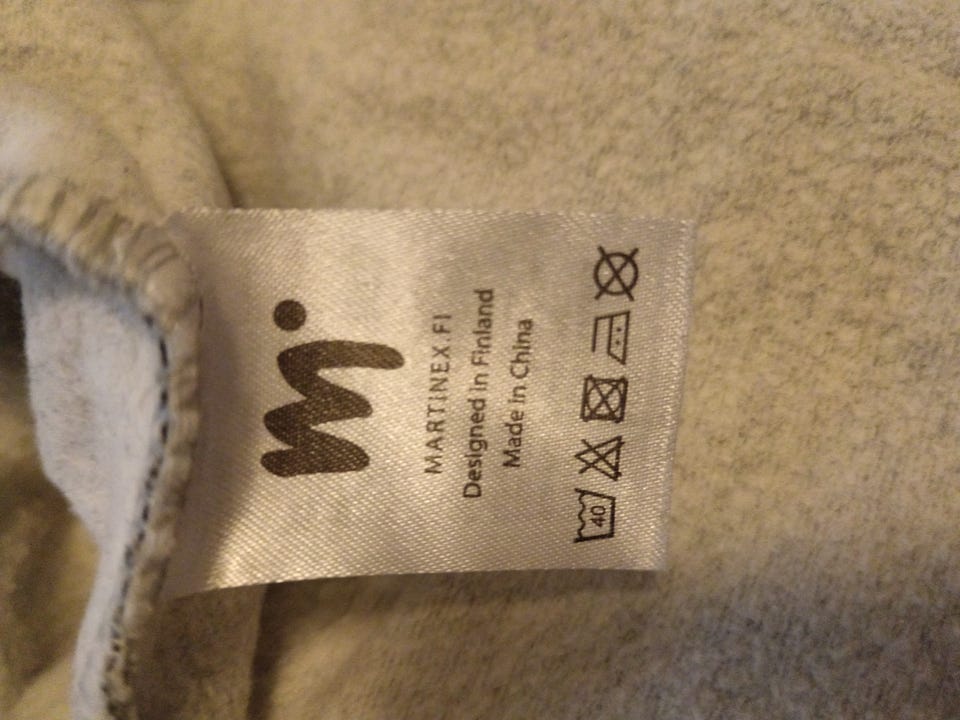 m.
MARTINEX.FI
Designed in Finland
Made in China
40